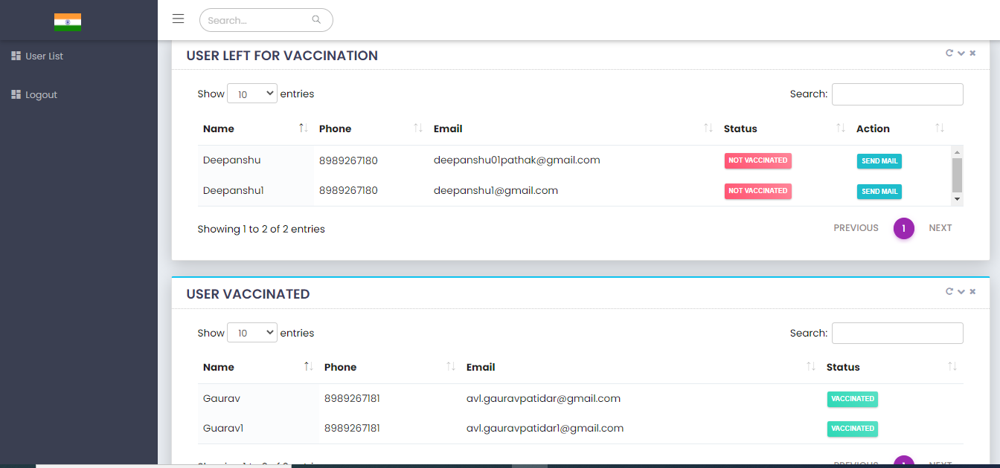 Search...
User List
Logout
USER LEFT FOR VACCINATION
Show 10 entries Search:
Name Phone Email Status Action
Deepanshu 8989267180 deepanshu01pathak@gmail.com NOT VACCINATED SEND MAIL
Deepanshu1 8989267180 deepanshu1@gmail.com NOT VACCINATED SEND MAIL
Showing 1 to 2 of 2 entries PREVIOUS 1 NEXT
USER VACCINATED
Show 10 entries Search:
Name Phone Email Status
Gaurav 8989267181 avl.gauravpatidar@gmail.com VACCINATED
Guarav1 8989267181 avl.gauravpatidar1@gmail.com VACCINATED
PREVIOUS 1 NEXT